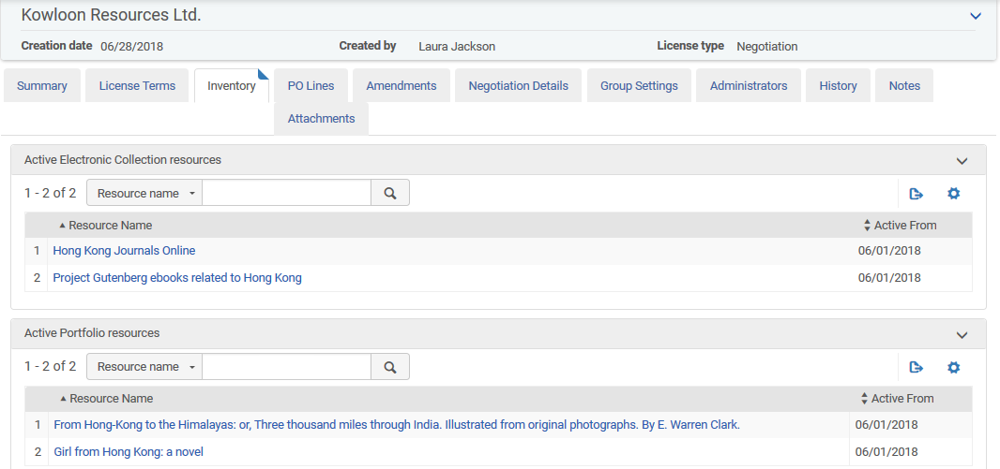 Kowloon Resources Ltd.
Creation date 06/28/2018 Created by Laura Jackson License type Negotiation
Summary License Terms Inventory PO Lines Amendments Negotiation Details Group Settings Administrators History Notes
Attachments
Active Electronic Collection resources
1 - 2 of 2 Resource name
Resource Name Active From
1 Hong Kong Journals Online 06/01/2018
2 Project Gutenberg ebooks related to Hong Kong 06/01/2018
Active Portfolio resources
1 - 2 of 2 Resource name
Resource Name Active From
1 From Hong-Kong to the Himalayas: or, Three thousand miles through India. Illustrated from original photographs. By E. Warren Clark. 06/01/2018
2 Girl from Hong Kong: a novel 06/01/2018